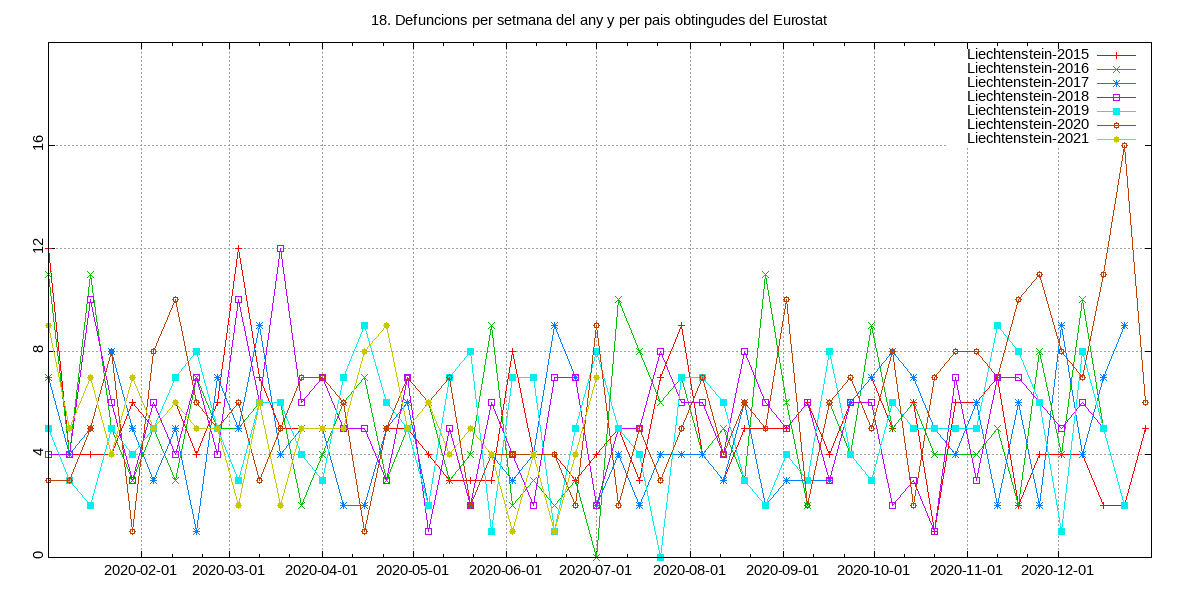 18. Defuncions per setmana del any y per pais obtingudes del Eurostat
Liechtenstein-2015
Liechtenstein-2016
Liechtenstein-2017
Liechtenstein-2018
Liechtenstein-2019
Liechtenstein-2020
Liechtenstein-2021
16
12
8
4
0
2020-02-01 2020-03-01 2020-04-01 2020-05-01 2020-06-01 2020-07-01 2020-08-01 2020-09-01 2020-10-01 2020-11-01 2020-12-01